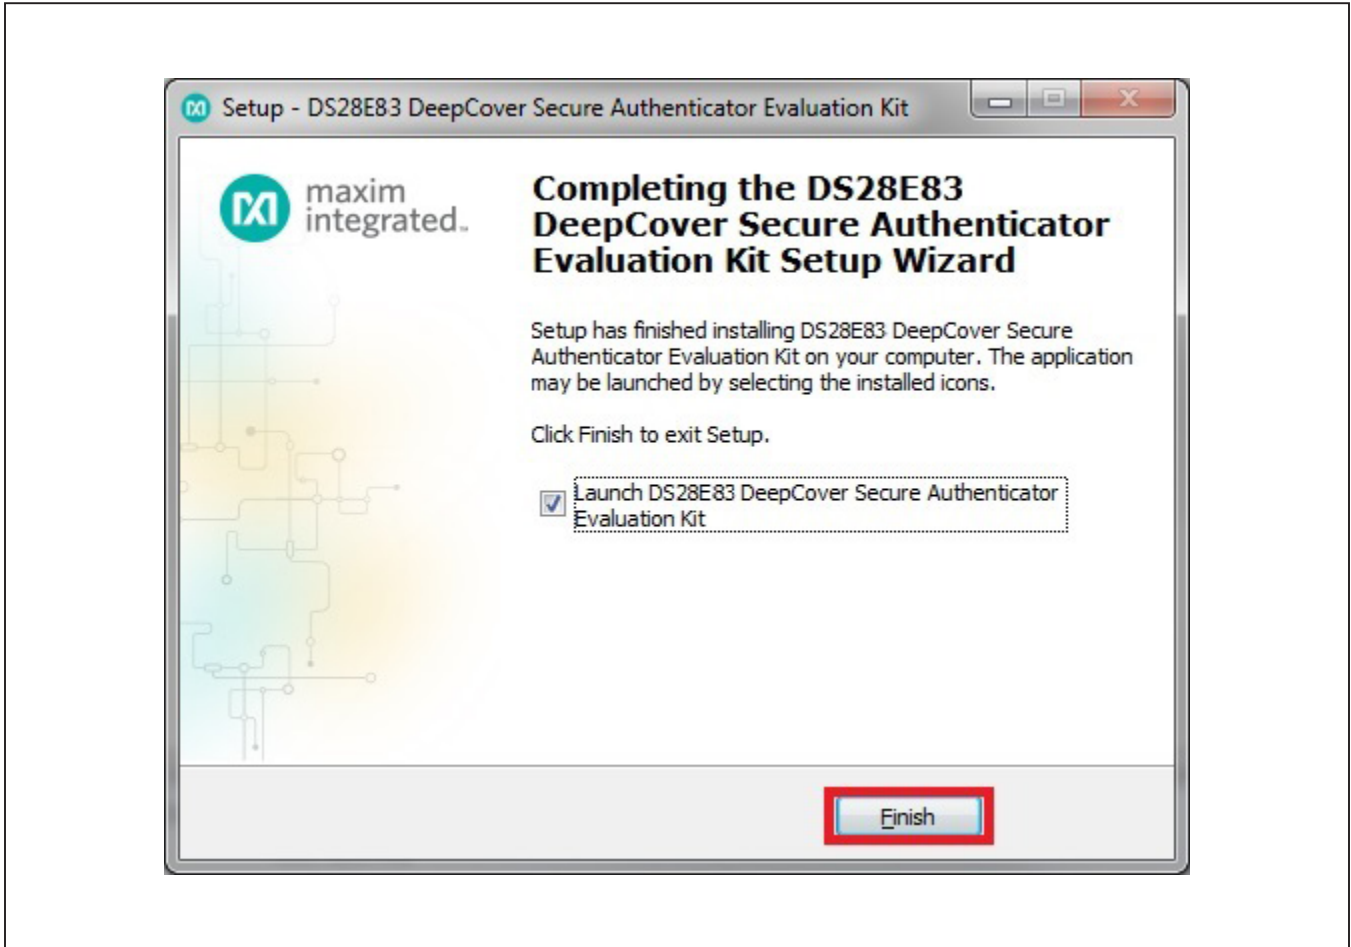 Setup - DS28E83 DeepCover Secure Authenticator Evaluation Kit
maxim
integrated™
Completing the DS28E83
DeepCover Secure Authenticator
Evaluation Kit Setup Wizard
Setup has finished installing DS28E83 DeepCover Secure
Authenticator Evaluation Kit on your computer. The application
may be launched by selecting the installed icons.
Click Finish to exit Setup.
Launch DS28E83 DeepCover Secure Authenticator
Evaluation Kit
Finish